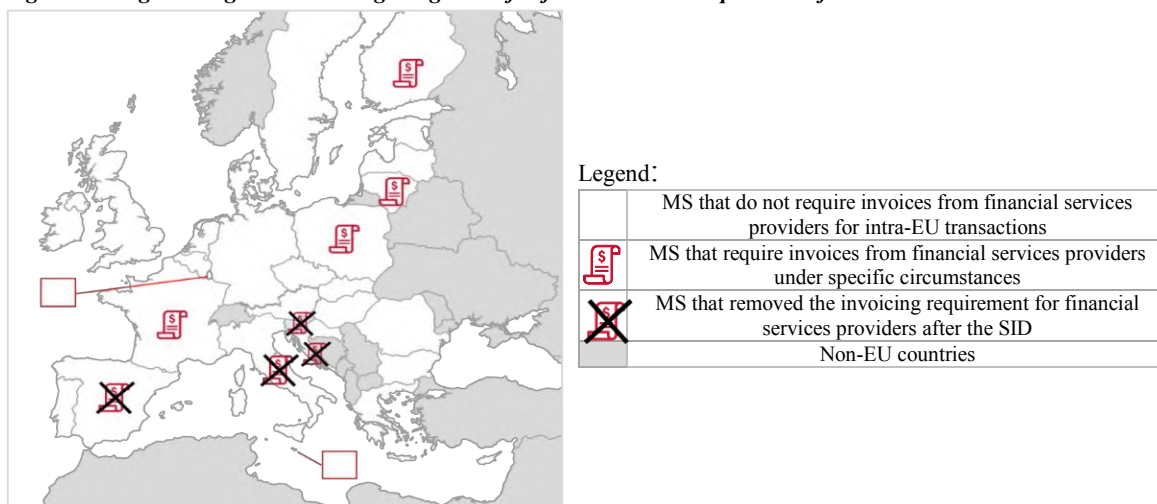 Legend:
MS that do not require invoices from financial services
providers for intra-EU transactions
MS that require invoices from financial services providers
under specific circumstances
MS that removed the invoicing requirement for financial
services providers after the SID
Non-EU countries